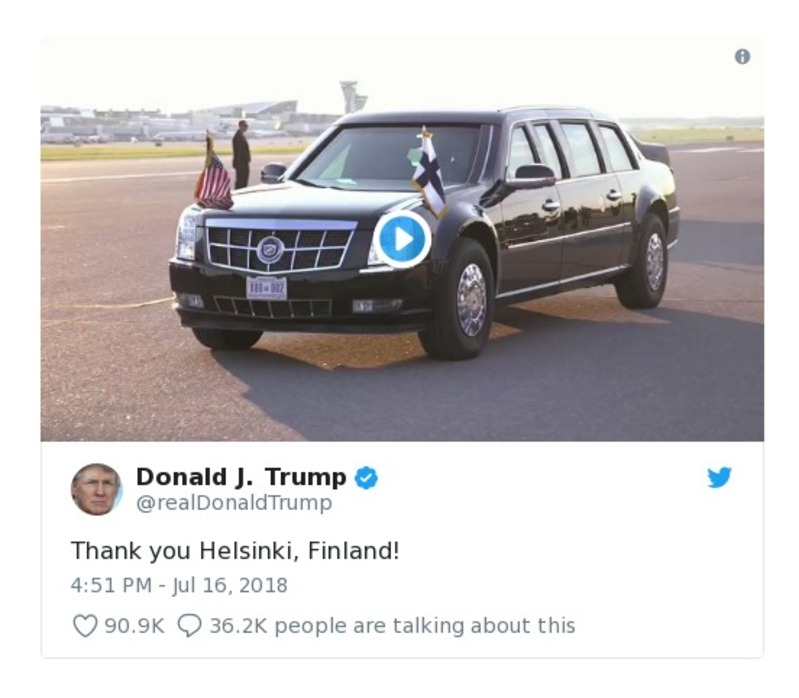 Donald J. Trump
@realDonaldTrump
Thank you Helsinki, Finland!
4:51 PM - Jul 16, 2018
90.9K 36.2K people are talking about this